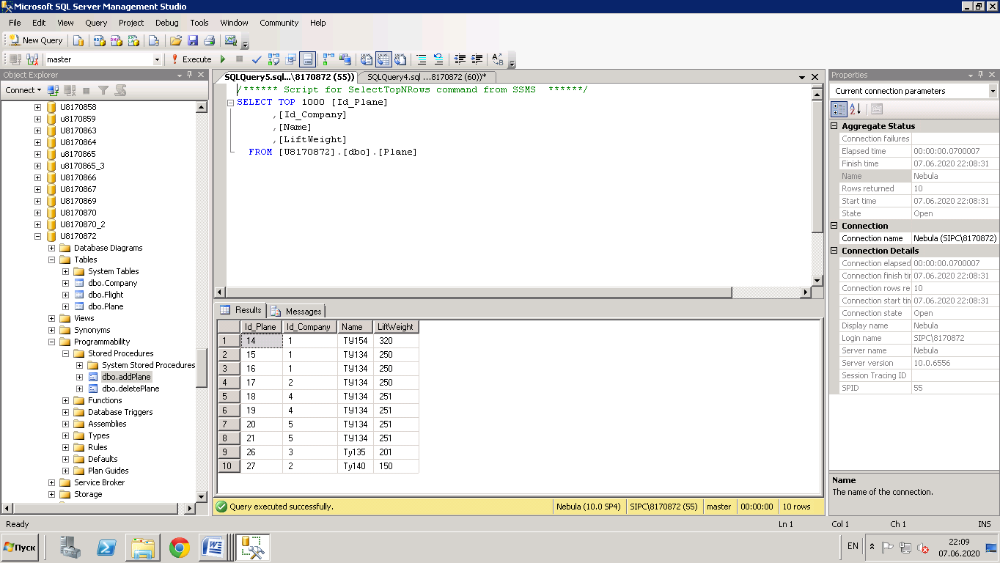 Microsoft SQL Server Management Studio
File Edit View Query Project Debug Tools Window Community Help
New Query
master Execute
Object Explorer
Connect
U8170858
u8170859
U8170863
U8170864
u8170865
u8170865_3
U8170866
U8170867
U8170869
U8170870
U8170870_2
U8170872
Database Diagrams
Tables
System Tables
dbo.Company
dbo.Flight
dbo.Plane
Views
Synonyms
Programmability
Stored Procedures
System Stored Procedures
dbo.addPlane
dbo.deletePlane
Functions
Database Triggers
Assemblies
Types
Rules
Defaults
Plan Guides
Service Broker
Storage
SQLQuery5.sql...\8170872 (55)) SQLQuery4.sql ...8170872 (60))*
/****** Script for SelectTopNRows command from SSMS ******/
SELECT TOP 1000 [Id_Plane]
,[Id_Company]
,[Name]
,[LiftWeight]
FROM [U8170872].[dbo].[Plane]
Results Messages
Id_Plane Id_Company Name LiftWeight
1 14 1 ТУ154 320
2 15 1 ТУ134 250
3 16 1 ТУ134 250
4 17 2 ТУ134 250
5 18 4 ТУ134 251
6 19 4 ТУ134 251
7 20 5 ТУ134 251
8 21 5 ТУ134 251
9 26 3 Ту135 201
10 27 2 Ту140 150
Query executed successfully. Nebula (10.0 SP4) SIPC\8170872 (55) master 00:00:00 10 rows
Properties
Current connection parameters
Aggregate Status
Connection failures
Elapsed time 00:00:00.0700007
Finish time 07.06.2020 22:08:31
Name Nebula
Rows returned 10
Start time 07.06.2020 22:08:31
State Open
Connection
Connection name Nebula (SIPC\8170872)
Connection Details
Connection elapsed 00:00:00.0700007
Connection finish tir 07.06.2020 22:08:31
Connection rows re 10
Connection start tin 07.06.2020 22:08:31
Connection state Open
Display name Nebula
Login name SIPC\8170872
Server name Nebula
Server version 10.0.6556
Session Tracing ID
SPID 55
Name
The name of the connection.
Ready Ln 1 Col 1 Ch 1 INS
Пуск EN 22:09
07.06.2020